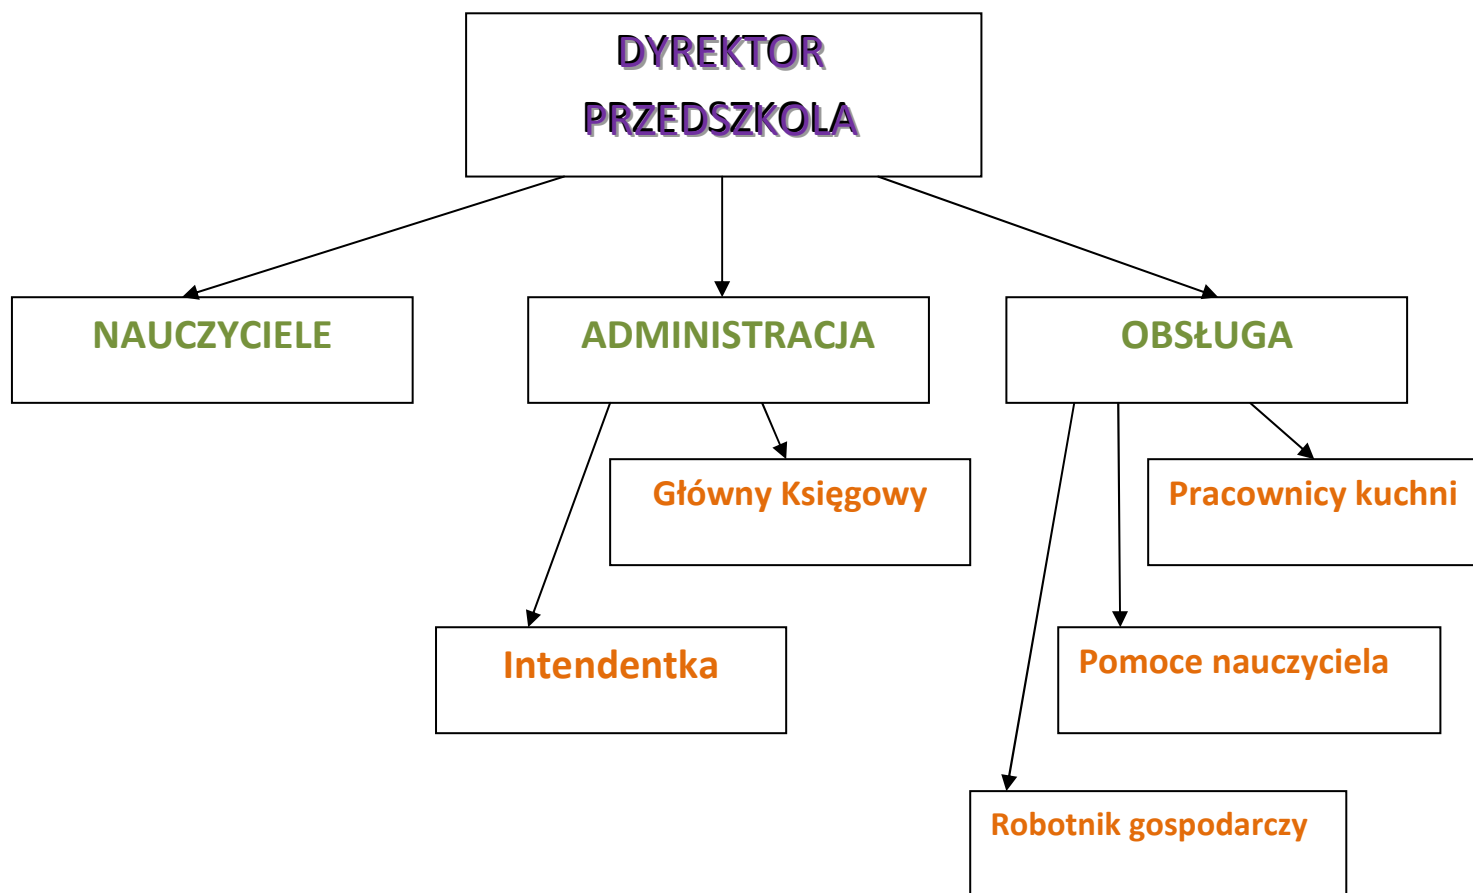 DYREKTOR
PRZEDSZKOLA
NAUCZYCIELE
ADMINISTRACJA
OBSŁUGA
Główny Księgowy
Pracownicy kuchni
Intendentka
Pomoce nauczyciela
Robotnik gospodarczy